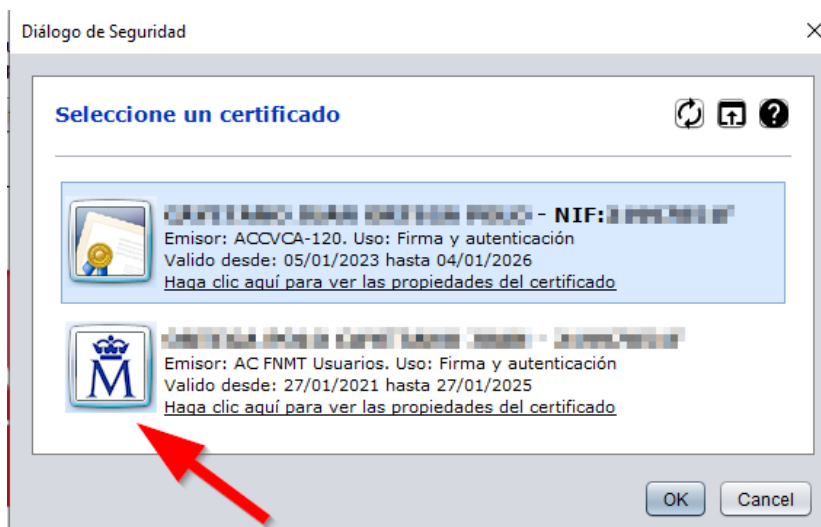 Diálogo de Seguridad
Seleccione un certificado
- NIF:
Emisor: ACCVCA-120. Uso: Firma y autenticación
Valido desde: 05/01/2023 hasta 04/01/2026
Haga clic aquí para ver las propiedades del certificado
-
Emisor: AC FNMT Usuarios. Uso: Firma y autenticación
Valido desde: 27/01/2021 hasta 27/01/2025
Haga clic aquí para ver las propiedades del certificado
OK Cancel